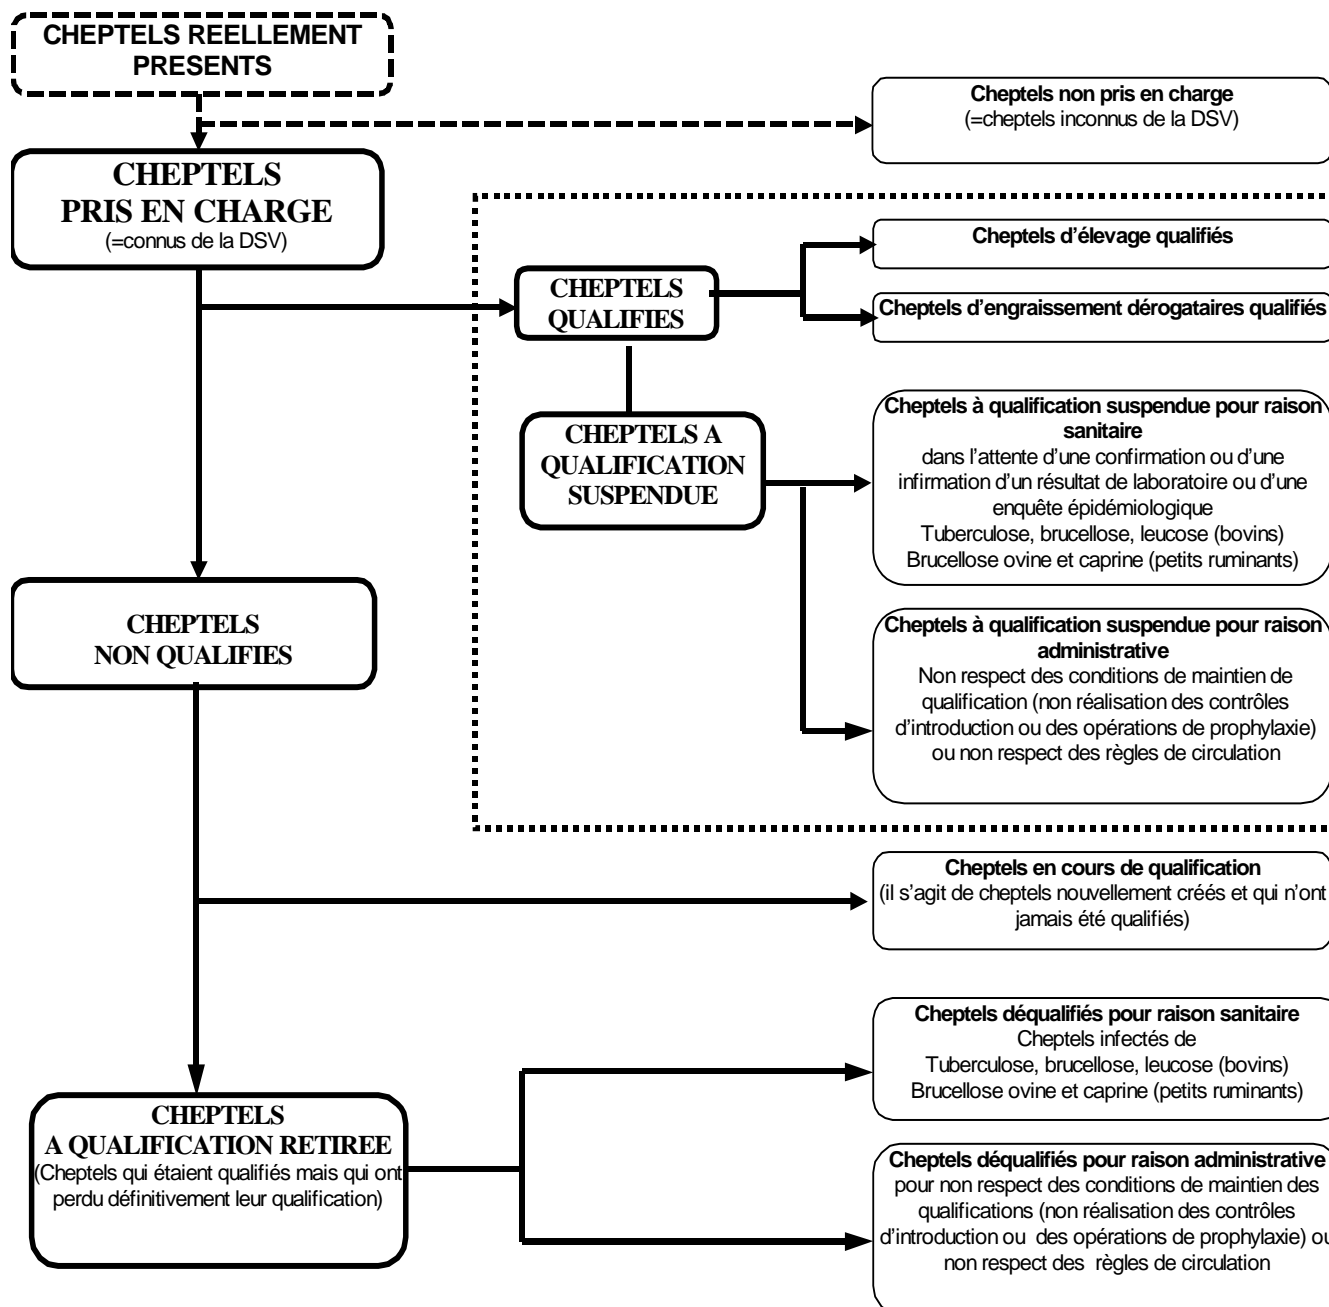 CHEPTELS REELLEMENT
PRESENTS
Cheptels non pris en charge
(=cheptels inconnus de la DSV)
CHEPTELS
PRIS EN CHARGE
(=connus de la DSV)
Cheptels d'élevage qualifiés
CHEPTELS
QUALIFIES
Cheptels d'engraissement dérogataires qualifiés
CHEPTELS A
QUALIFICATION
SUSPENDUE
Cheptels à qualification suspendue pour raison
sanitaire
dans l'attente d'une confirmation ou d'une
infirmation d'un résultat de laboratoire ou d'une
enquête épidémiologique
Tuberculose, brucellose, leucose (bovins)
Brucellose ovine et caprine (petits ruminants)
CHEPTELS
NON QUALIFIES
Cheptels à qualification suspendue pour raison
administrative
Non respect des conditions de maintien de
qualification (non réalisation des contrôles
d'introduction ou des opérations de prophylaxie)
ou non respect des règles de circulation
Cheptels en cours de qualification
(il s'agit de cheptels nouvellement créés et qui n'ont
jamais été qualifiés)
Cheptels déqualifiés pour raison sanitaire
Cheptels infectés de
Tuberculose, brucellose, leucose (bovins)
Brucellose ovine et caprine (petits ruminants)
CHEPTELS
A QUALIFICATION RETIREE
(Cheptels qui étaient qualifiés mais qui ont
perdu définitivement leur qualification)
Cheptels déqualifiés pour raison administrative
pour non respect des conditions de maintien des
qualifications (non réalisation des contrôles
d'introduction ou des opérations de prophylaxie) ou
non respect des règles de circulation